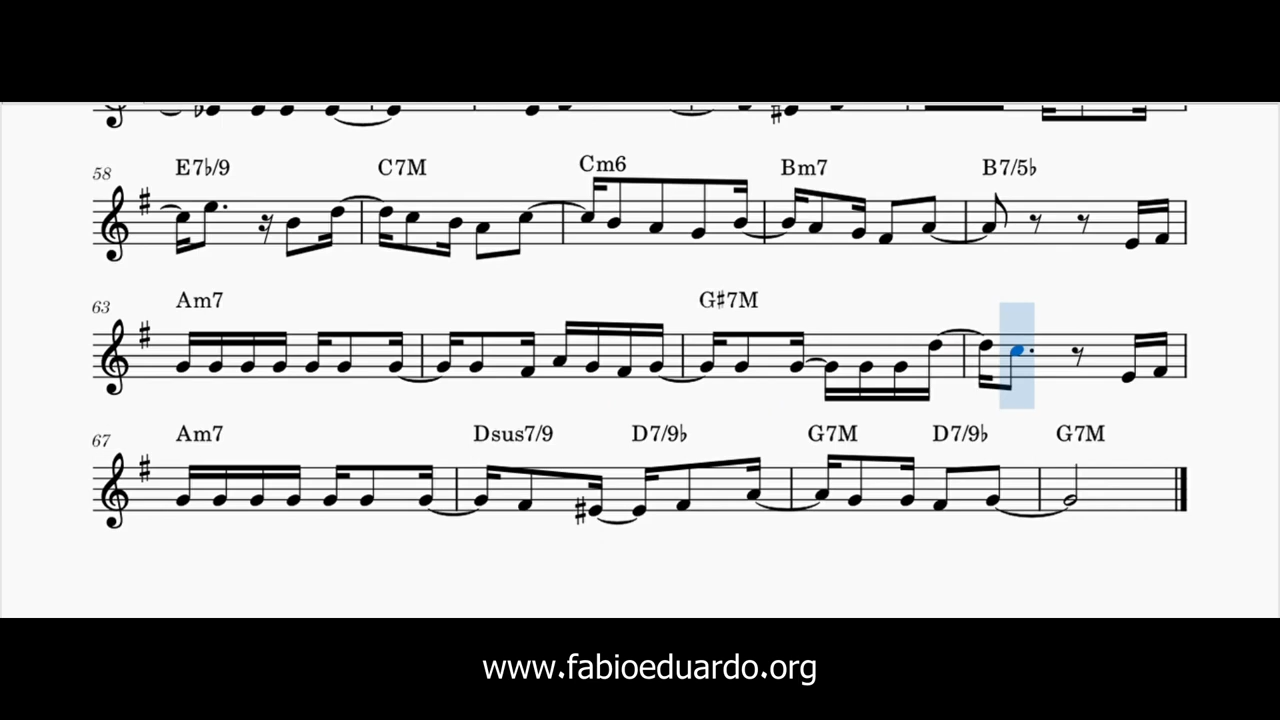 58 E7♭/9 C7M Cm6 Bm7 B7/5♭
63 Am7 G♯7M
67 Am7 Dsus7/9 D7/9♭ G7M D7/9♭ G7M
www.fabioeduardo.org